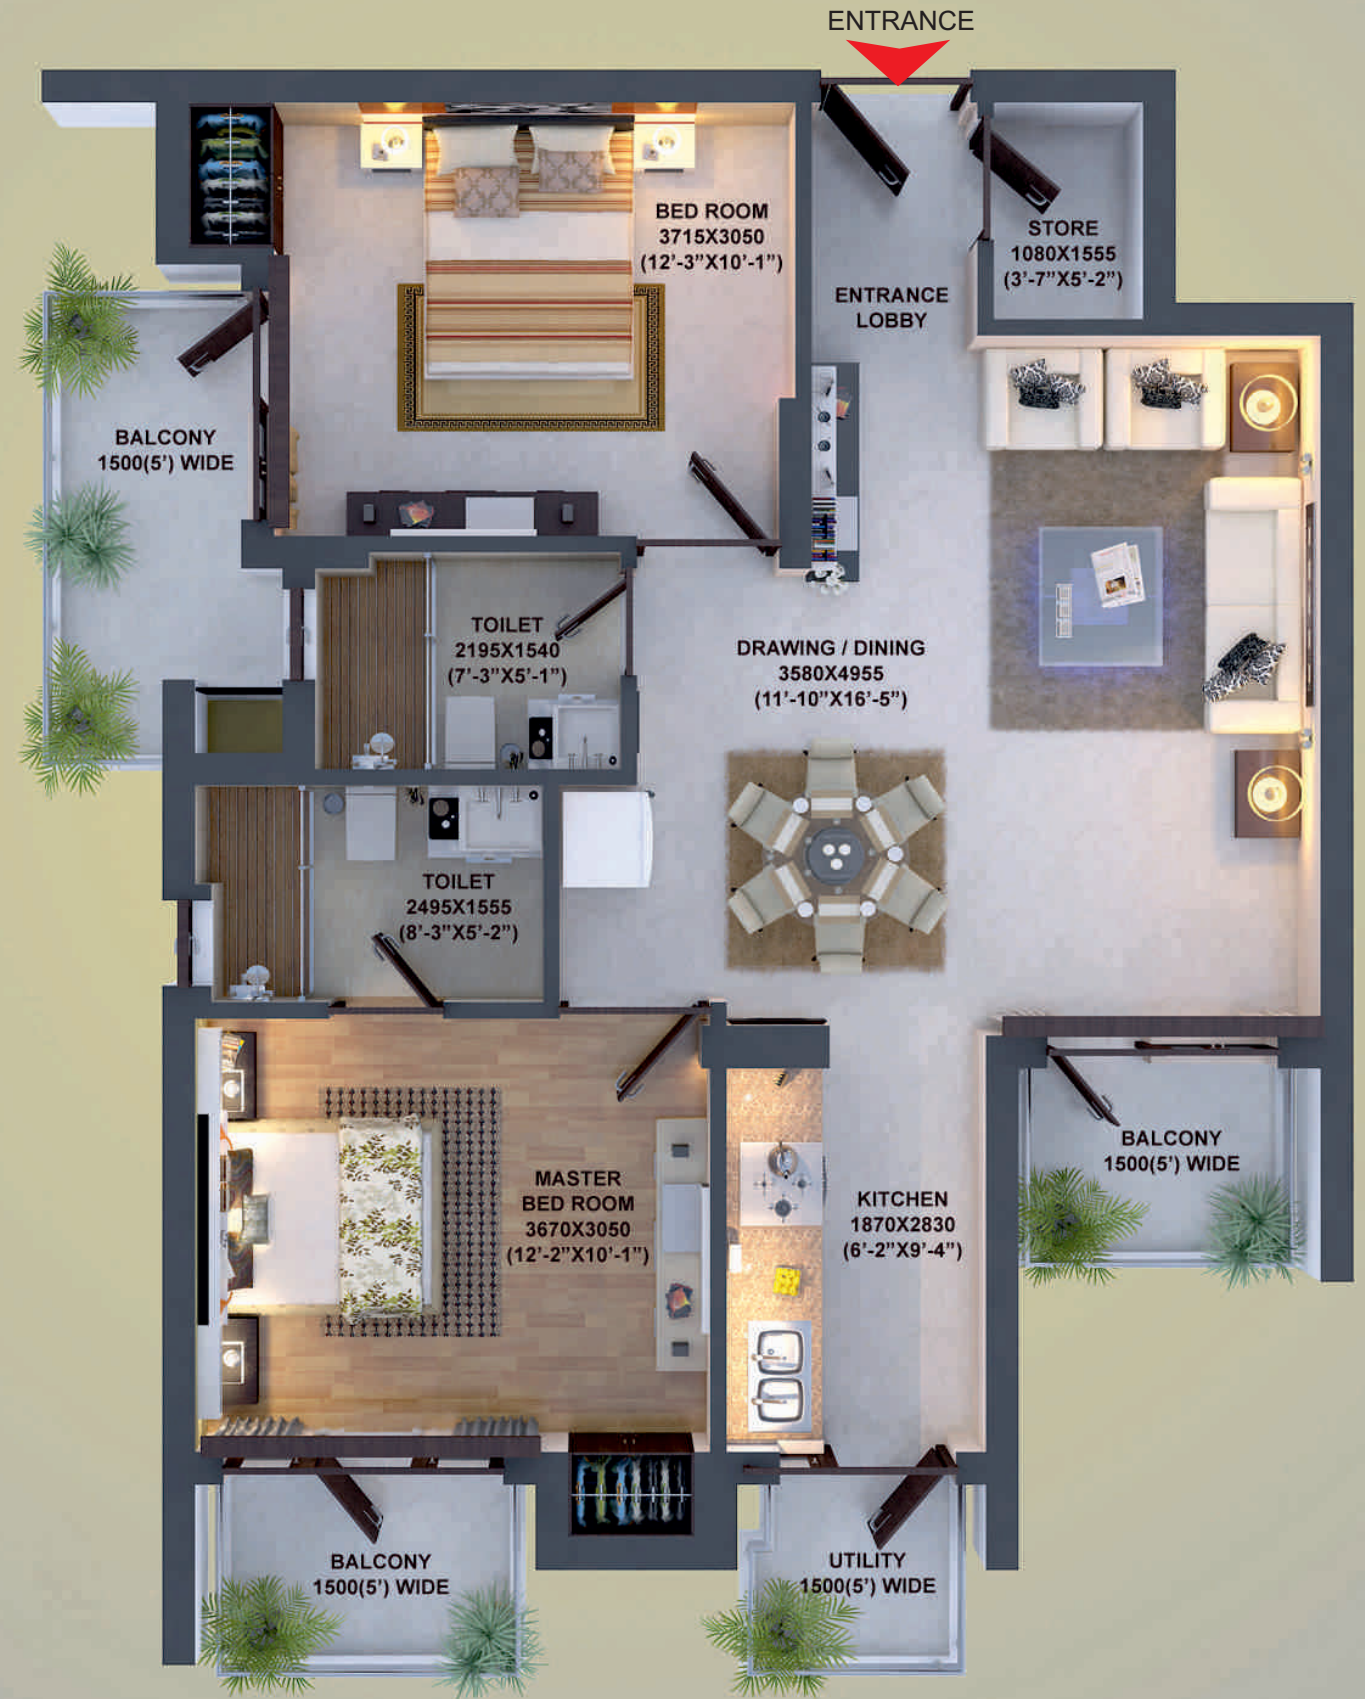 ENTRANCE
BED ROOM
3715X3050
(12'-3”X10'-1”)
STORE
1080X1555
(3'-7”X5'-2”)
ENTRANCE
LOBBY
BALCONY
1500(5') WIDE
TOILET
2195X1540
(7'-3”X5'-1”)
DRAWING / DINING
3580X4955
(11'-10”X16'-5”)
TOILET
2495X1555
(8'-3”X5'-2”)
MASTER
BED ROOM
3670X3050
(12'-2”X10'-1”)
KITCHEN
1870X2830
(6'-2”X9'-4”)
BALCONY
1500(5') WIDE
BALCONY
1500(5') WIDE
UTILITY
1500(5') WIDE